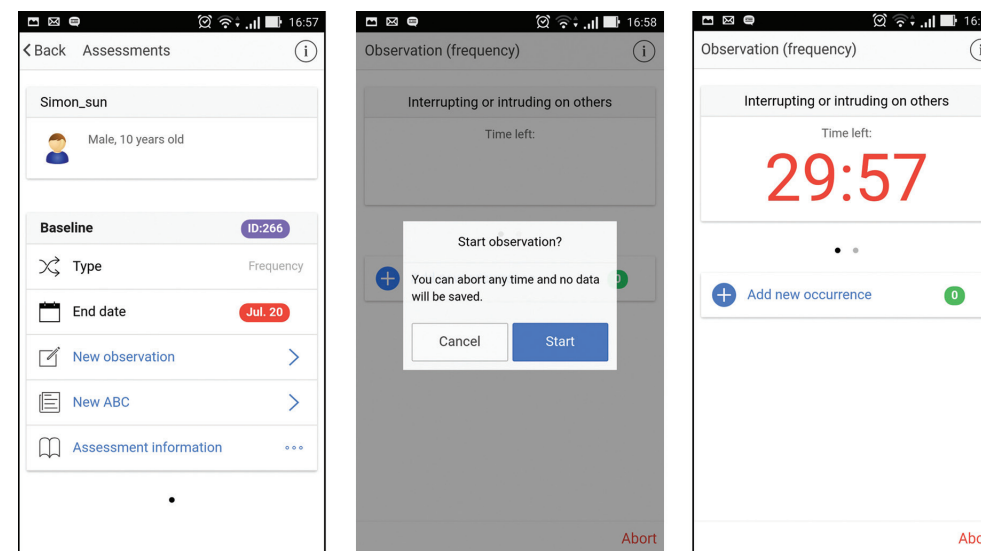 16:57
Back Assessments
Simon_sun
Male, 10 years old
Baseline ID:266
Type Frequency
End date Jul. 20
New observation
New ABC
Assessment information
16:58
Observation (frequency)
Interrupting or intruding on others
Time left:
Start observation?
You can abort any time and no data
will be saved.
Cancel Start
Abort
16:
Observation (frequency)
Interrupting or intruding on others
Time left:
29:57
Add new occurrence 0
Abo